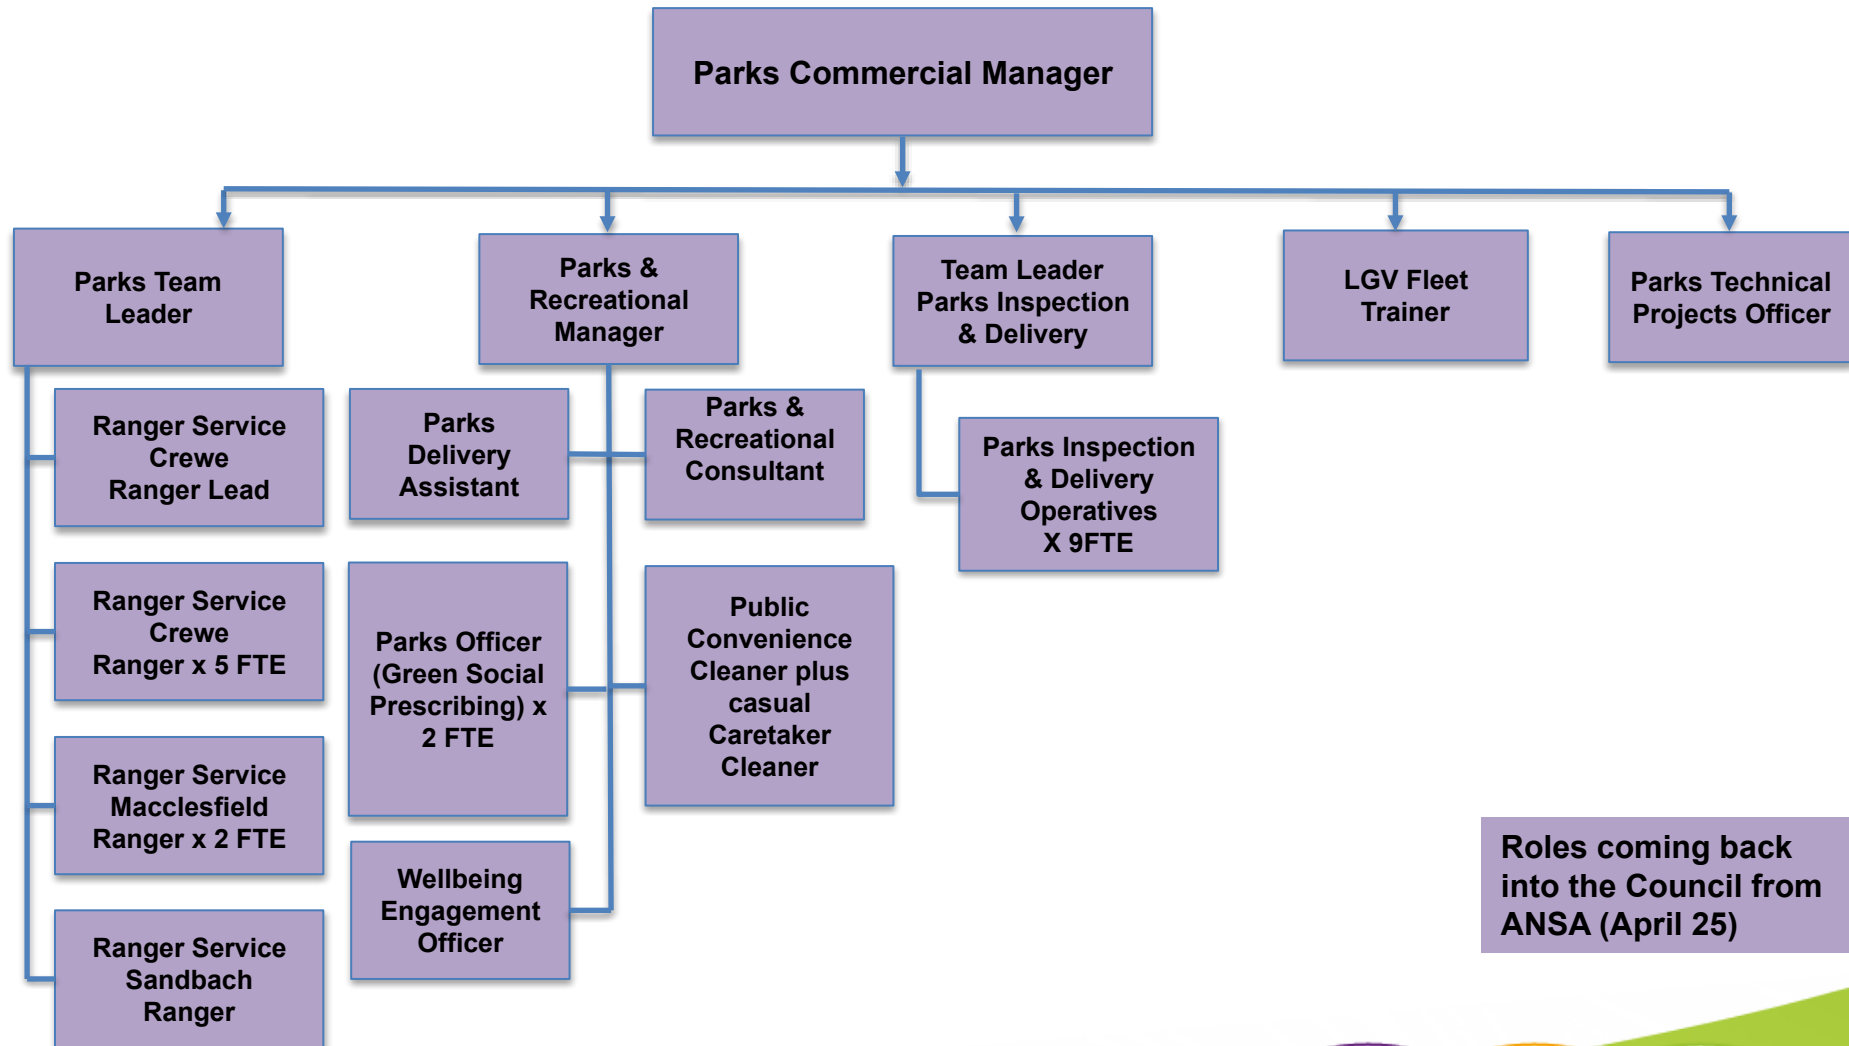 Parks Commercial Manager
Parks Team
Leader
Parks &
Recreational
Manager
Team Leader
Parks Inspection
& Delivery
LGV Fleet
Trainer
Parks Technical
Projects Officer
Ranger Service
Crewe
Ranger Lead
Ranger Service
Crewe
Ranger x 5 FTE
Ranger Service
Macclesfield
Ranger x 2 FTE
Ranger Service
Sandbach
Ranger
Parks
Delivery
Assistant
Parks &
Recreational
Consultant
Parks Officer
(Green Social
Prescribing) x
2 FTE
Public
Convenience
Cleaner plus
casual
Caretaker
Cleaner
Wellbeing
Engagement
Officer
Parks Inspection
& Delivery
Operatives
X 9FTE
Roles coming back
into the Council from
ANSA (April 25)